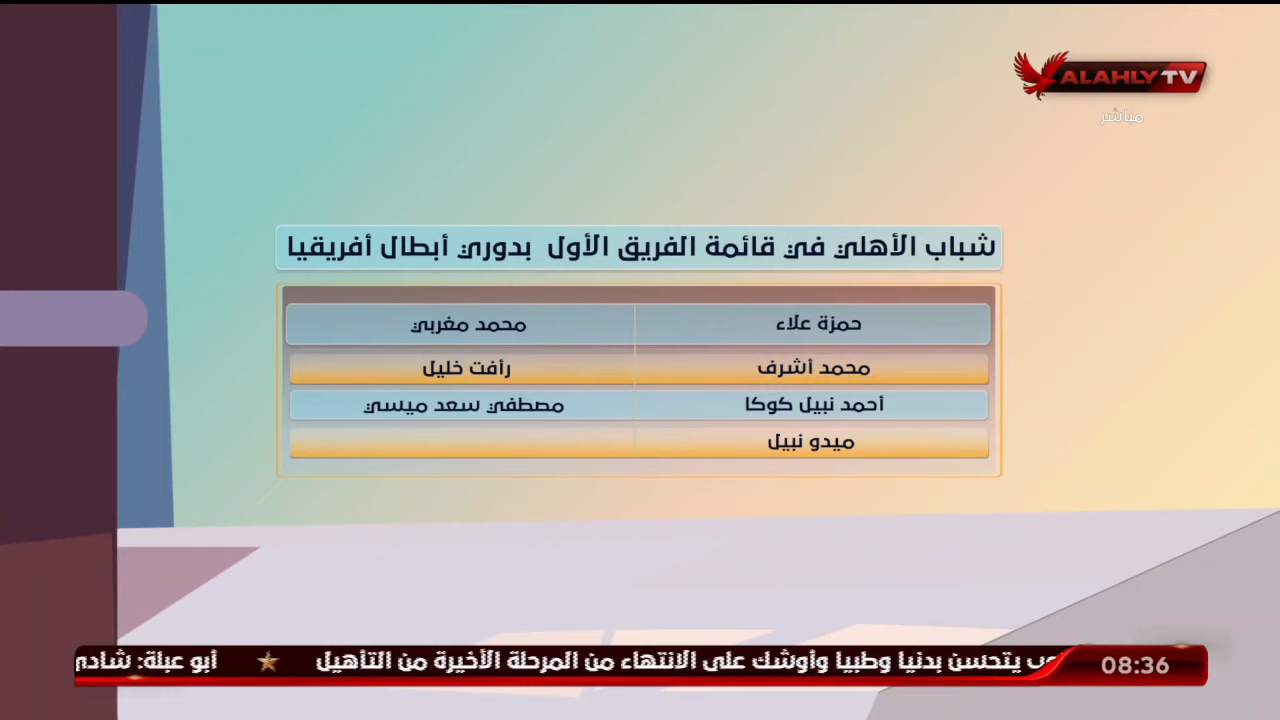 ALAHLY TV
مباشر
شباب الأهلي في قائمة الفريق الأول بدوري أبطال أفريقيا
حمزة علاء محمد مغربي
محمد أشرف رأفت خليل
أحمد نبيل كوكا مصطفي سعد ميسي
ميدو نبيل
08:36
يتحسن بدنيا وطبيا وأوشك على الانتهاء من المرحلة الأخيرة من التأهيل ★ أبو عبلة: شادي